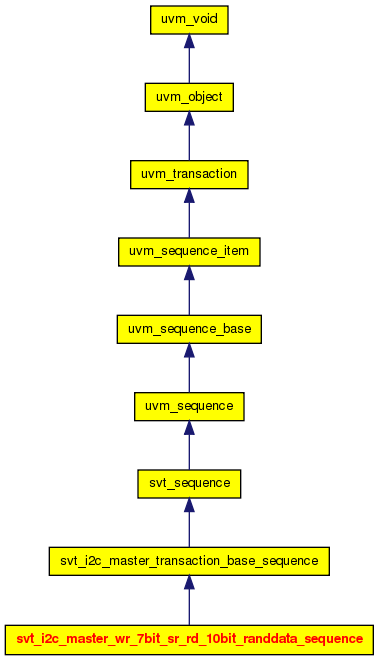 uvm_void
uvm_object
uvm_transaction
uvm_sequence_item
uvm_sequence_base
uvm_sequence
svt_sequence
svt_i2c_master_transaction_base_sequence
svt_i2c_master_wr_7bit_sr_rd_10bit_randdata_sequence